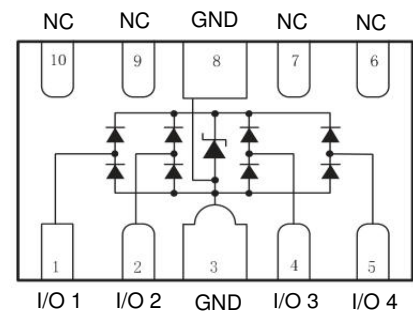 NC NC GND NC NC
10 9 8 7 6
1 2 3 4 5
I/O 1 I/O 2 GND I/O 3 I/O 4